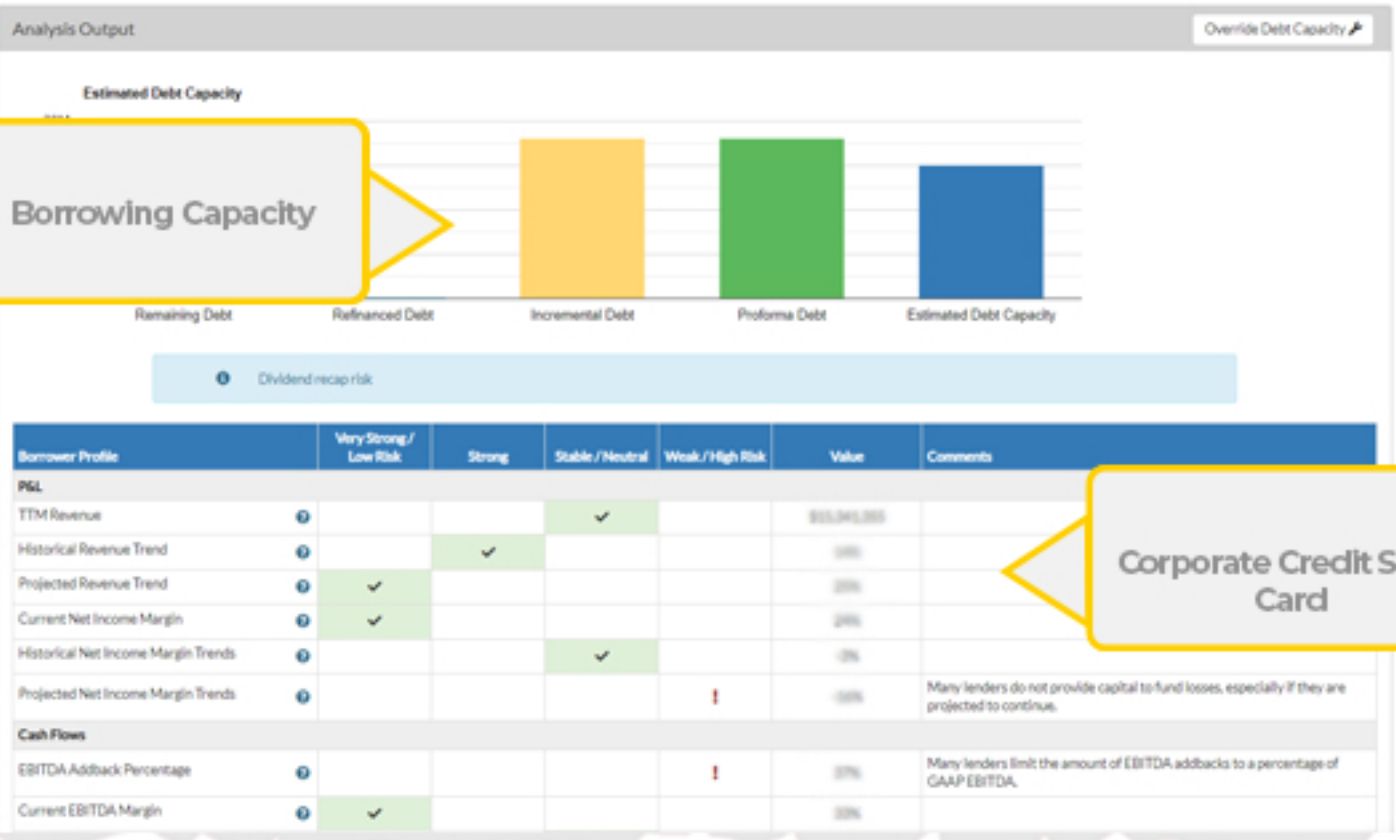 Analysis Output
Override Debt Capacity
Estimated Debt Capacity
Borrowing Capacity
Remaining Debt
Refinanced Debt
Incremental Debt
Proforma Debt
Estimated Debt Capacity
Dividend recap risk
Borrower Profile
Very Strong /
Low Risk
Strong
Stable / Neutral
Weak / High Risk
Value
Comments
P&L
TTM Revenue
Historical Revenue Trend
Corporate Credit S
Card
Projected Revenue Trend
Current Net Income Margin
Historical Net Income Margin Trends
Projected Net Income Margin Trends
!
Many lenders do not provide capital to fund losses, especially if they are
projected to continue.
Cash Flows
EBITDA Addback Percentage
!
Many lenders limit the amount of EBITDA addbacks to a percentage of
GAAP EBITDA.
Current EBITDA Margin